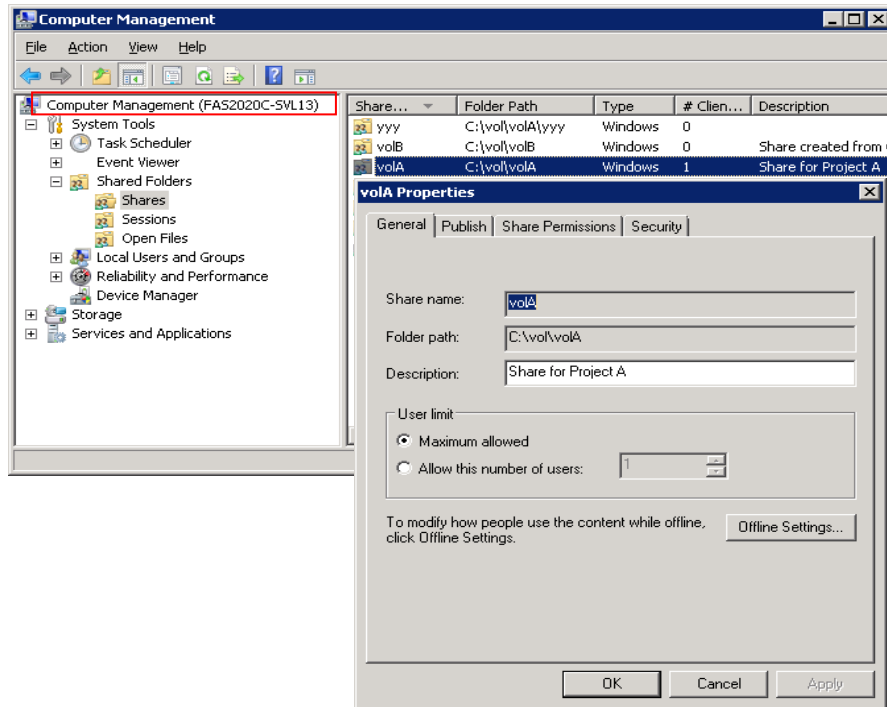 Computer Management
File Action View Help
Computer Management (FAS2020C-SVL13)
System Tools
Task Scheduler
Event Viewer
Shared Folders
Shares
Sessions
Open Files
Local Users and Groups
Reliability and Performance
Device Manager
Storage
Services and Applications
Share... Folder Path Type # Clien... Description
yyy C:\vol\volA\yyy Windows 0
volB C:\vol\volB Windows 0 Share created from
volA C:\vol\volA Windows 1 Share for Project A
volA Properties
General Publish Share Permissions Security
Share name: volA
Folder path: C:\vol\volA
Description: Share for Project A
User limit
Maximum allowed
Allow this number of users: 1
To modify how people use the content while offline,
click Offline Settings.
Offline Settings...
OK Cancel Apply